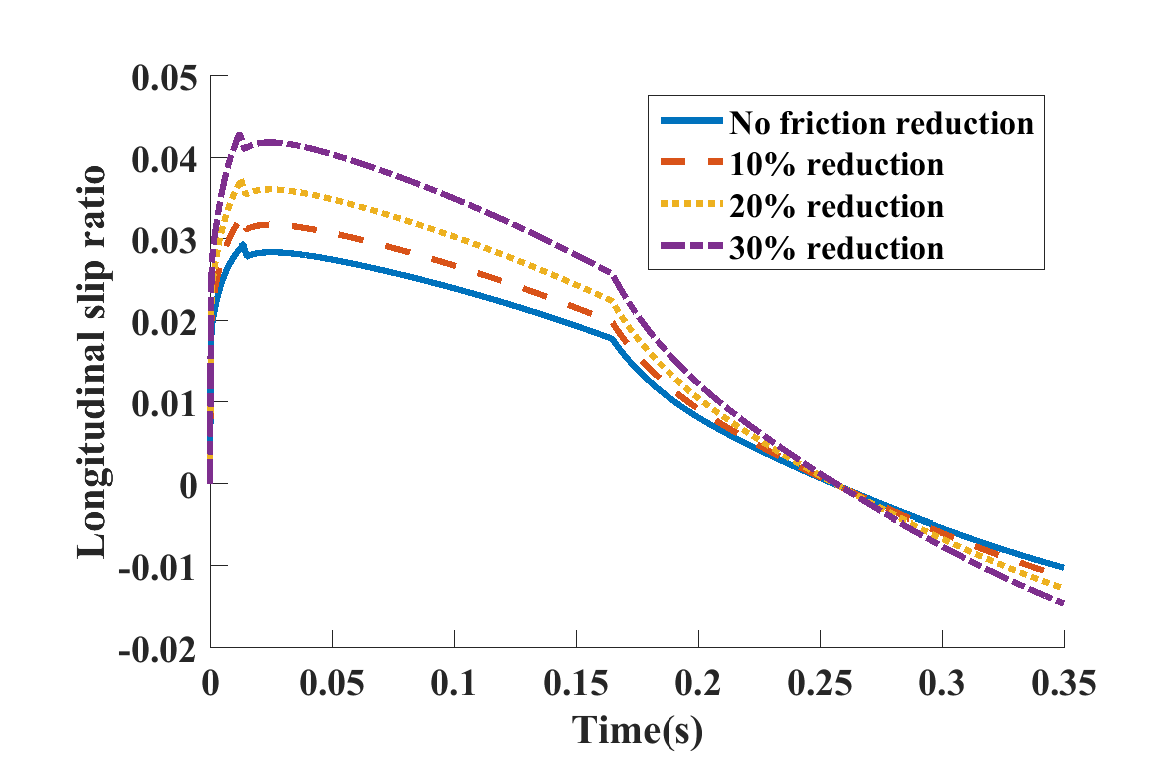 0.05
0.04
0.03
0.02
0.01
0
-0.01
-0.02
Longitudinal slip ratio
No friction reduction
10% reduction
20% reduction
30% reduction
0 0.05 0.1 0.15 0.2 0.25 0.3 0.35
Time(s)